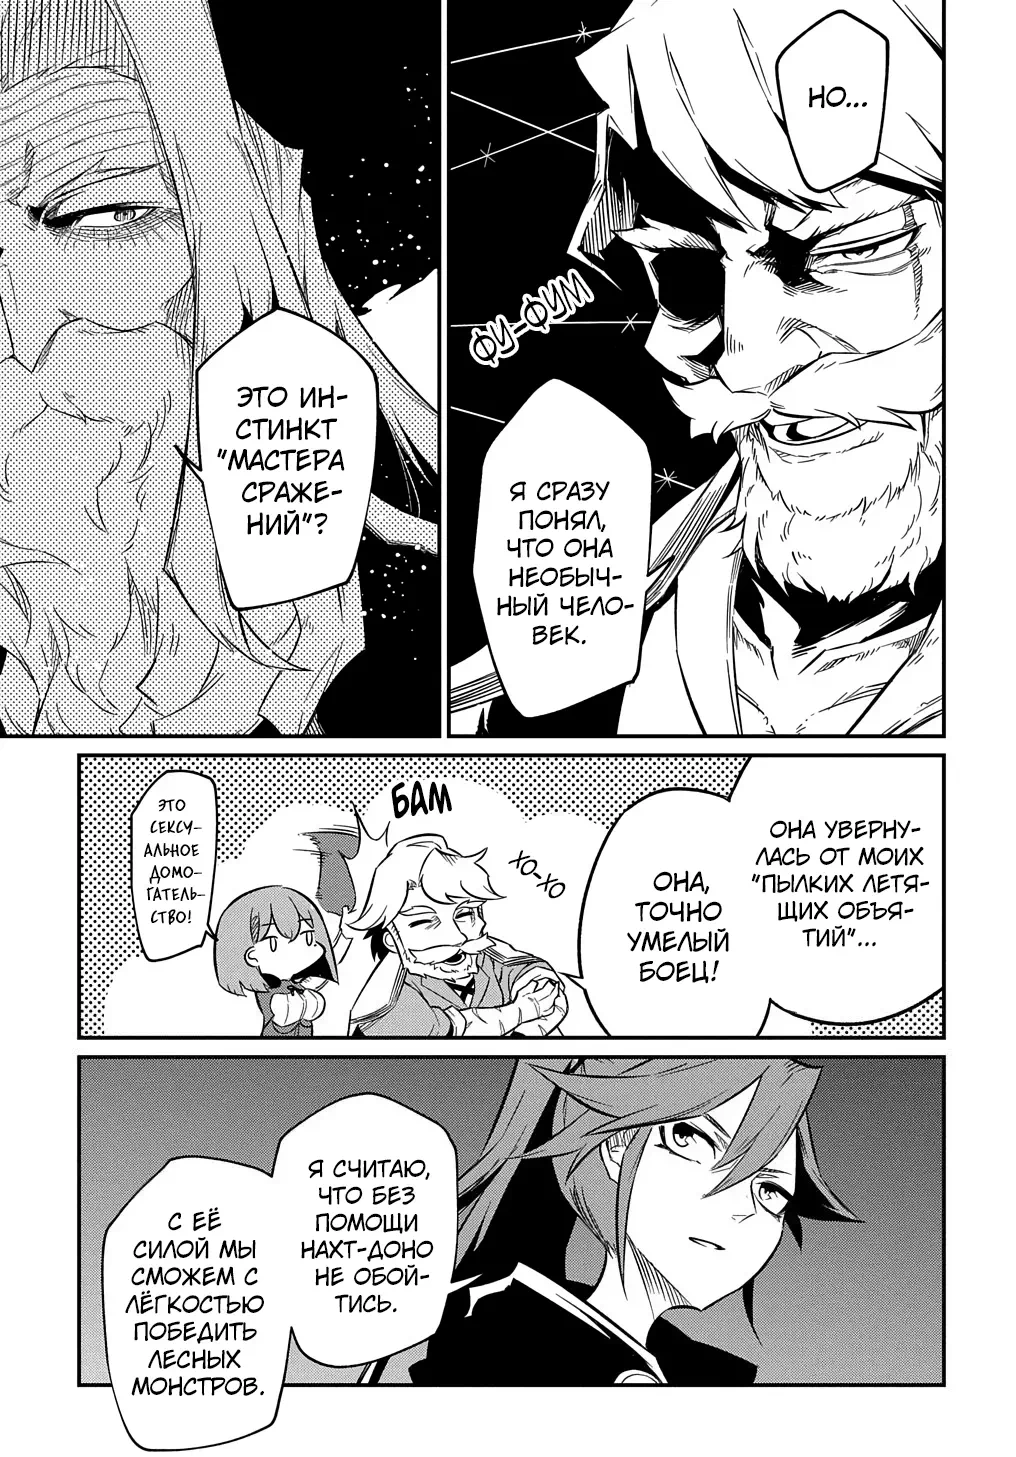 НО...
ФУ-ФИМ
Я СРАЗУ
ПОНЯЛ,
ЧТО ОНА
НЕОБЫЧ-
НЫЙ ЧЕЛО-
ВЕК.
ЭТО ИН-
СТИНКТ
"МАСТЕРА
СРАЖЕ-
НИЙ"?
ОНА УВЕРНУ-
ЛАСЬ ОТ МОИХ
"ПЫЛКИХ ЛЕТЯ-
ЩИХ ОБЪЯ-
ТИЙ"...
ОНА,
ТОЧНО
УМЕЛЫЙ
БОЕЦ!
ХО-ХО
БАМ
ЭТО
СЕКСУ-
АЛЬНОЕ
ДОМО-
ГАТЕЛЬ-
СТВО!
Я СЧИТАЮ,
ЧТО БЕЗ
ПОМОЩИ
НАХТ-ДОНО
НЕ ОБОЙ-
ТИСЬ.
С ЕЁ
СИЛОЙ МЫ
СМОЖЕМ С
ЛЁГКОСТЬЮ
ПОБЕДИТЬ
ЛЕСНЫХ
МОНСТРОВ.